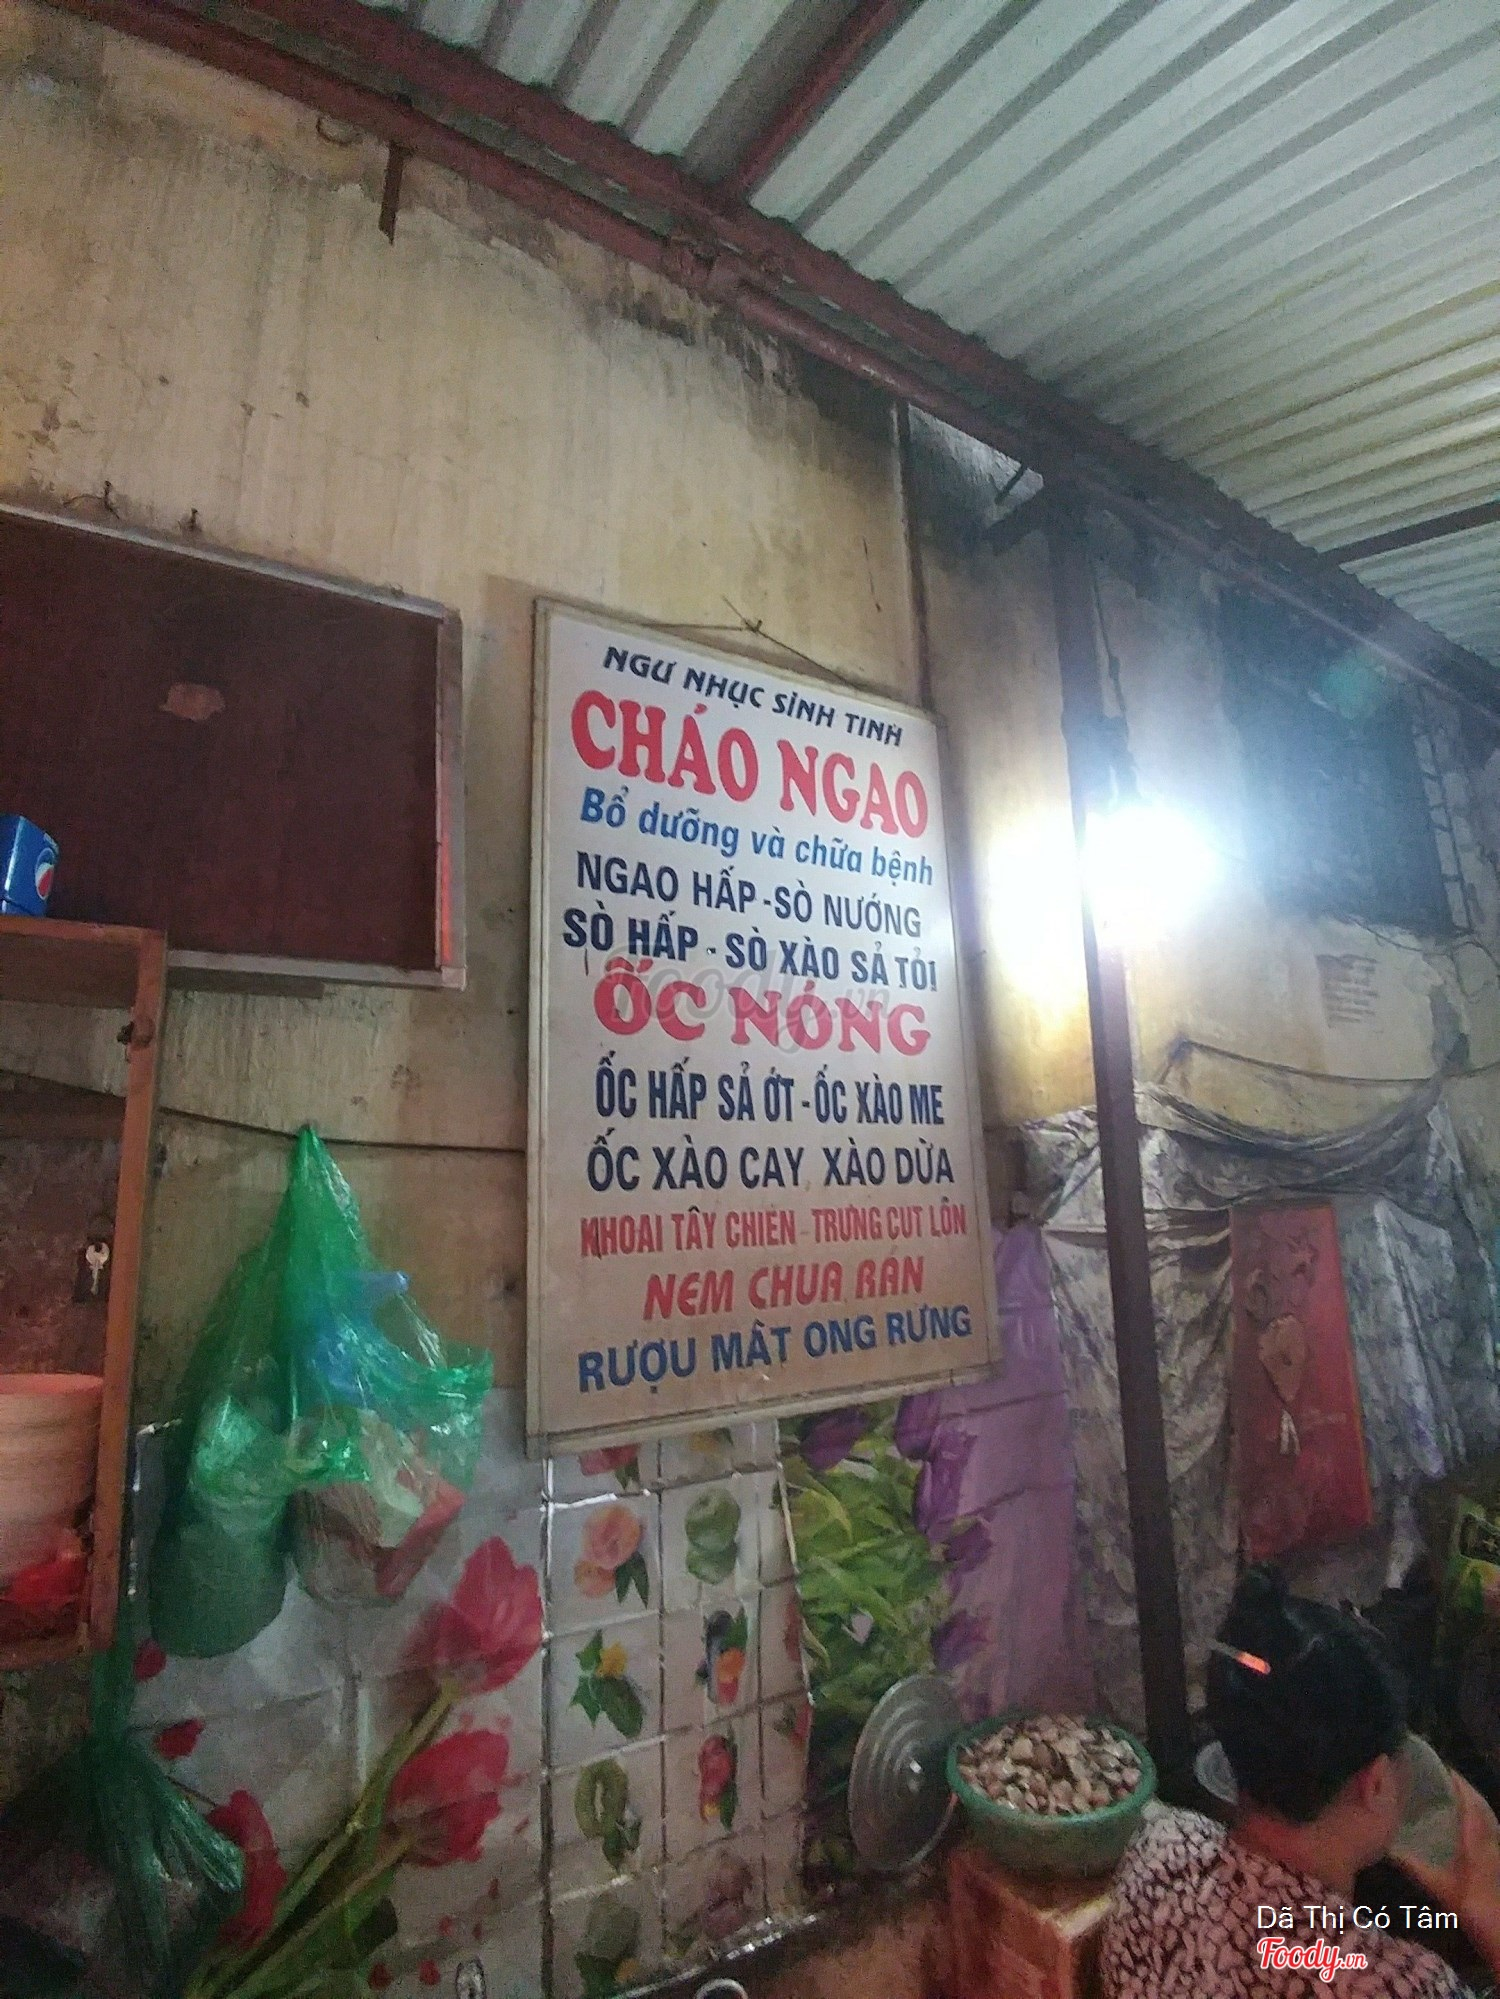 NGƯ NHỤC SINH TINH
CHÁO NGAO
Bổ dưỡng và chữa bệnh
NGAO HẤP - SÒ NƯỚNG
SÒ HẤP - SÒ XÀO SẢ TỎI
ỐC NÓNG
ỐC HẤP SẢ ỚT - ỐC XÀO ME
ỐC XÀO CAY, XÀO DỪA
KHOAI TÂY CHIÊN - TRỨNG CÚT LỘN
NEM CHUA RÁN
RƯỢU MẬT ONG RỪNG
foody.vn
Dã Thị Có Tâm
Foody.vn